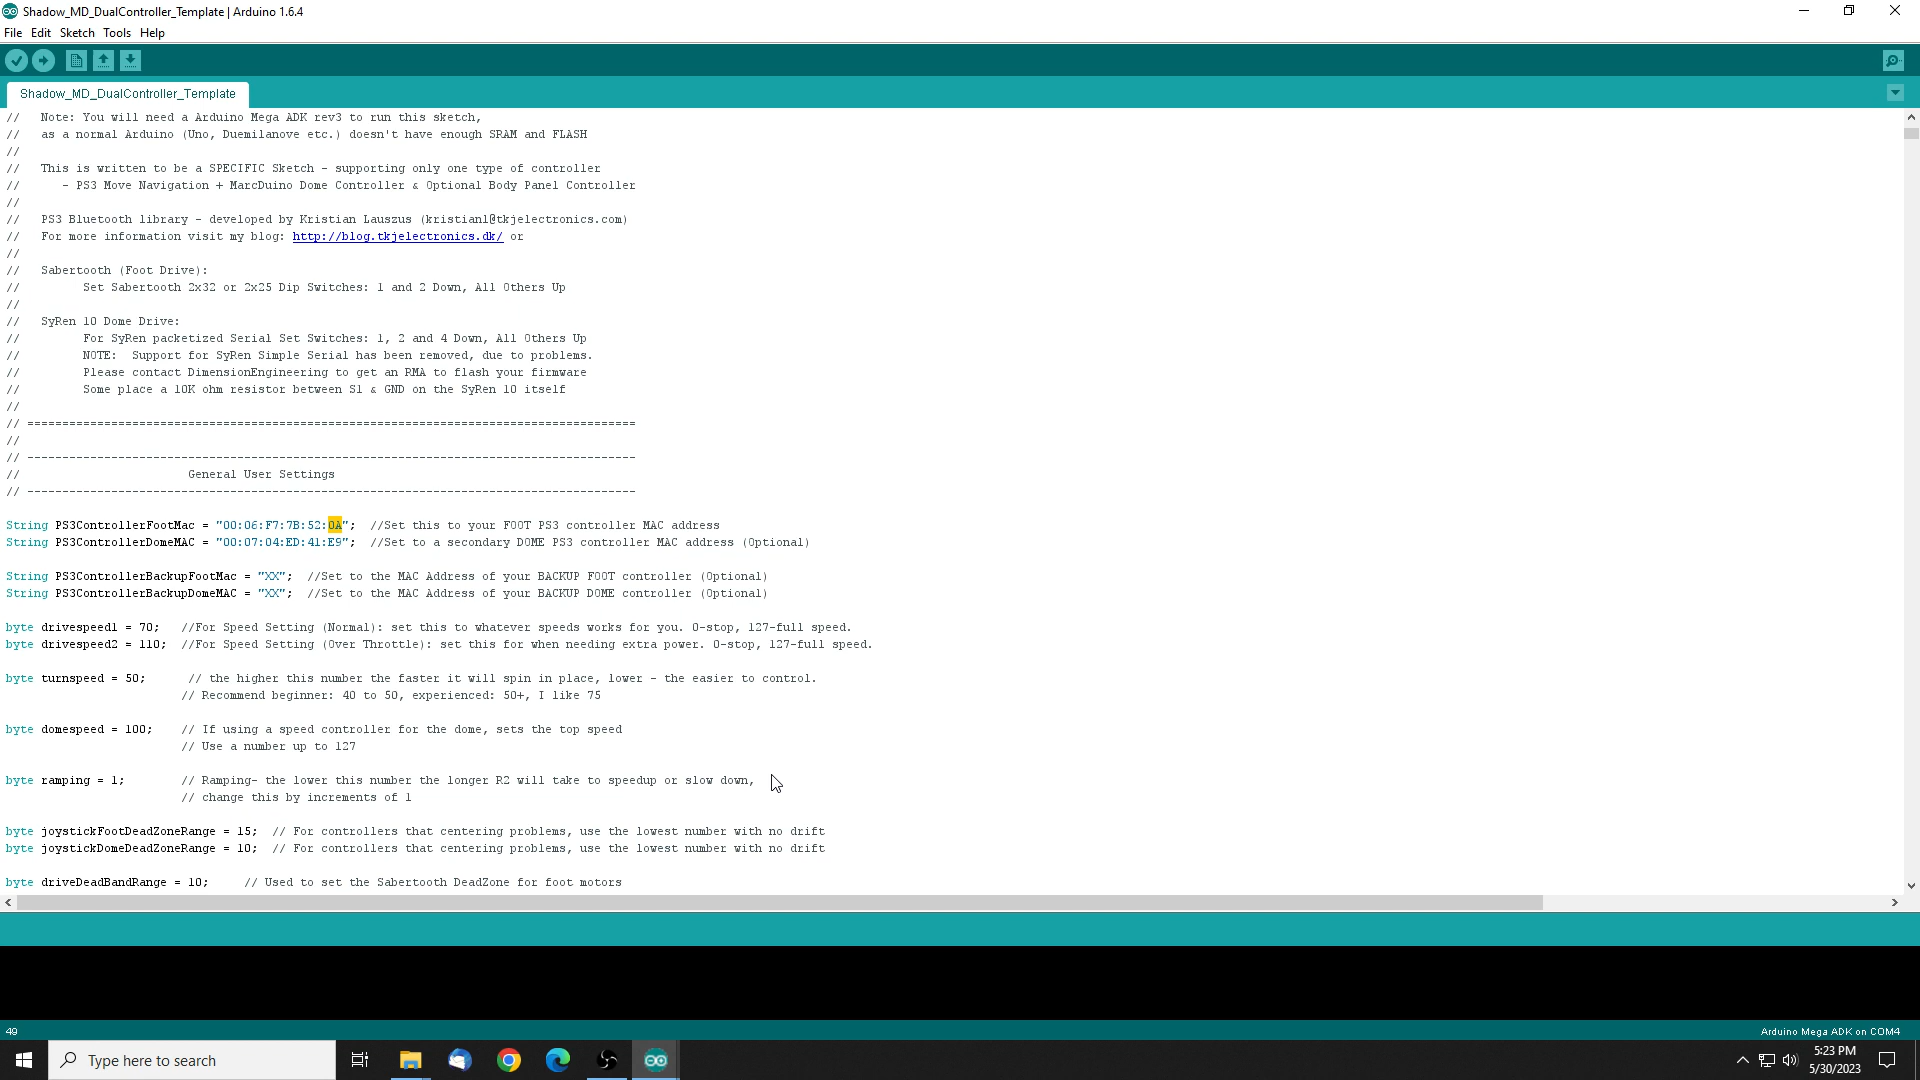 Shadow_MD_DualController_Template | Arduino 1.6.4
File Edit Sketch Tools Help
Shadow_MD_DualController_Template
// Note: You will need a Arduino Mega ADK rev3 to run this sketch,
// as a normal Arduino (Uno, Duemilanove etc.) doesn't have enough SRAM and FLASH
//
// This is written to be a SPECIFIC Sketch - supporting only one type of controller
// - PS3 Move Navigation + MarcDuino Dome Controller & Optional Body Panel Controller
//
// PS3 Bluetooth library - developed by Kristian Lauszus (kristianl@tkjelectronics.com)
// For more information visit my blog: http://blog.tkjelectronics.dk/ or
//
// Sabertooth (Foot Drive):
// Set Sabertooth 2x32 or 2x25 Dip Switches: 1 and 2 Down, All Others Up
//
// SyRen 10 Dome Drive:
// For SyRen packetized Serial Set Switches: 1, 2 and 4 Down, All Others Up
// NOTE: Support for SyRen Simple Serial has been removed, due to problems.
// Please contact DimensionEngineering to get an RMA to flash your firmware
// Some place a 10K ohm resistor between S1 & GND on the SyRen 10 itself
//
// =======================================================================================
//
// ---------------------------------------------------------------------------------------
// General User Settings
// ---------------------------------------------------------------------------------------
String PS3ControllerFootMac = "00:06:F7:7B:52:0A"; //Set this to your FOOT PS3 controller MAC address
String PS3ControllerDomeMAC = "00:07:04:ED:41:E9"; //Set to a secondary DOME PS3 controller MAC address (Optional)
String PS3ControllerBackupFootMac = "XX"; //Set to the MAC Address of your BACKUP FOOT controller (Optional)
String PS3ControllerBackupDomeMAC = "XX"; //Set to the MAC Address of your BACKUP DOME controller (Optional)
byte drivespeed1 = 70; //For Speed Setting (Normal): set this to whatever speeds works for you. 0-stop, 127-full speed.
byte drivespeed2 = 110; //For Speed Setting (Over Throttle): set this for when needing extra power. 0-stop, 127-full speed.
byte turnspeed = 50; // the higher this number the faster it will spin in place, lower - the easier to control.
// Recommend beginner: 40 to 50, experienced: 50+, I like 75
byte domespeed = 100; // If using a speed controller for the dome, sets the top speed
// Use a number up to 127
byte ramping = 1; // Ramping- the lower this number the longer R2 will take to speedup or slow down,
// change this by increments of 1
byte joystickFootDeadZoneRange = 15; // For controllers that centering problems, use the lowest number with no drift
byte joystickDomeDeadZoneRange = 10; // For controllers that centering problems, use the lowest number with no drift
byte driveDeadBandRange = 10; // Used to set the Sabertooth DeadZone for foot motors
49
Arduino Mega ADK on COM4
Type here to search
5:23 PM
5/30/2023